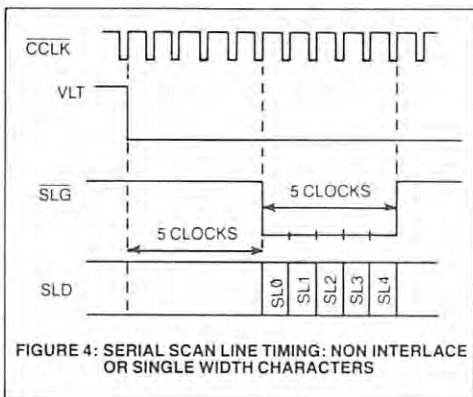 CCLK
VLT
SLG
5 CLOCKS
5 CLOCKS
SLD
SL0
SL1
SL2
SL3
SL4
FIGURE 4: SERIAL SCAN LINE TIMING: NON INTERLACE
OR SINGLE WIDTH CHARACTERS